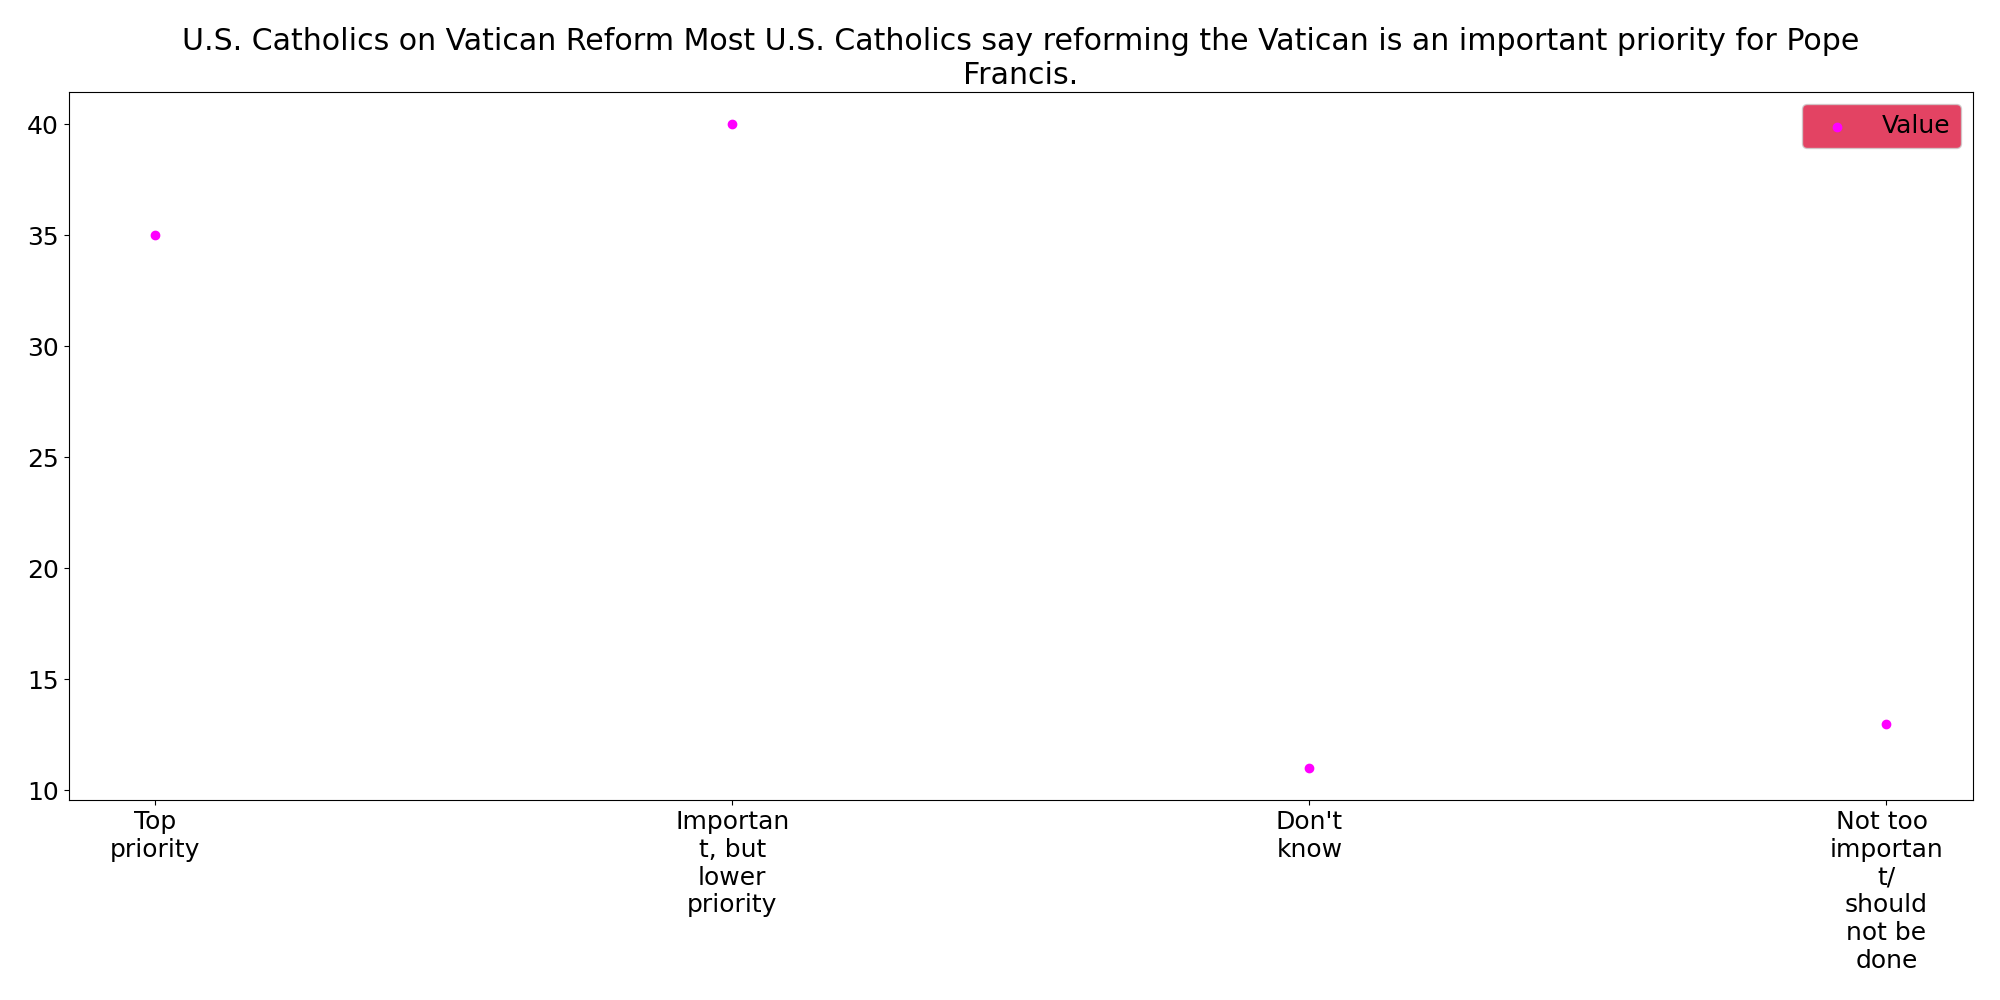 U.S. Catholics on Vatican Reform Most U.S. Catholics say reforming the Vatican is an important priority for Pope
Francis.
Value
40
35
30
25
20
15
10
Top
priority
Importan
t, but
lower
priority
Don't
know
Not too
importan
t/
should
not be
done